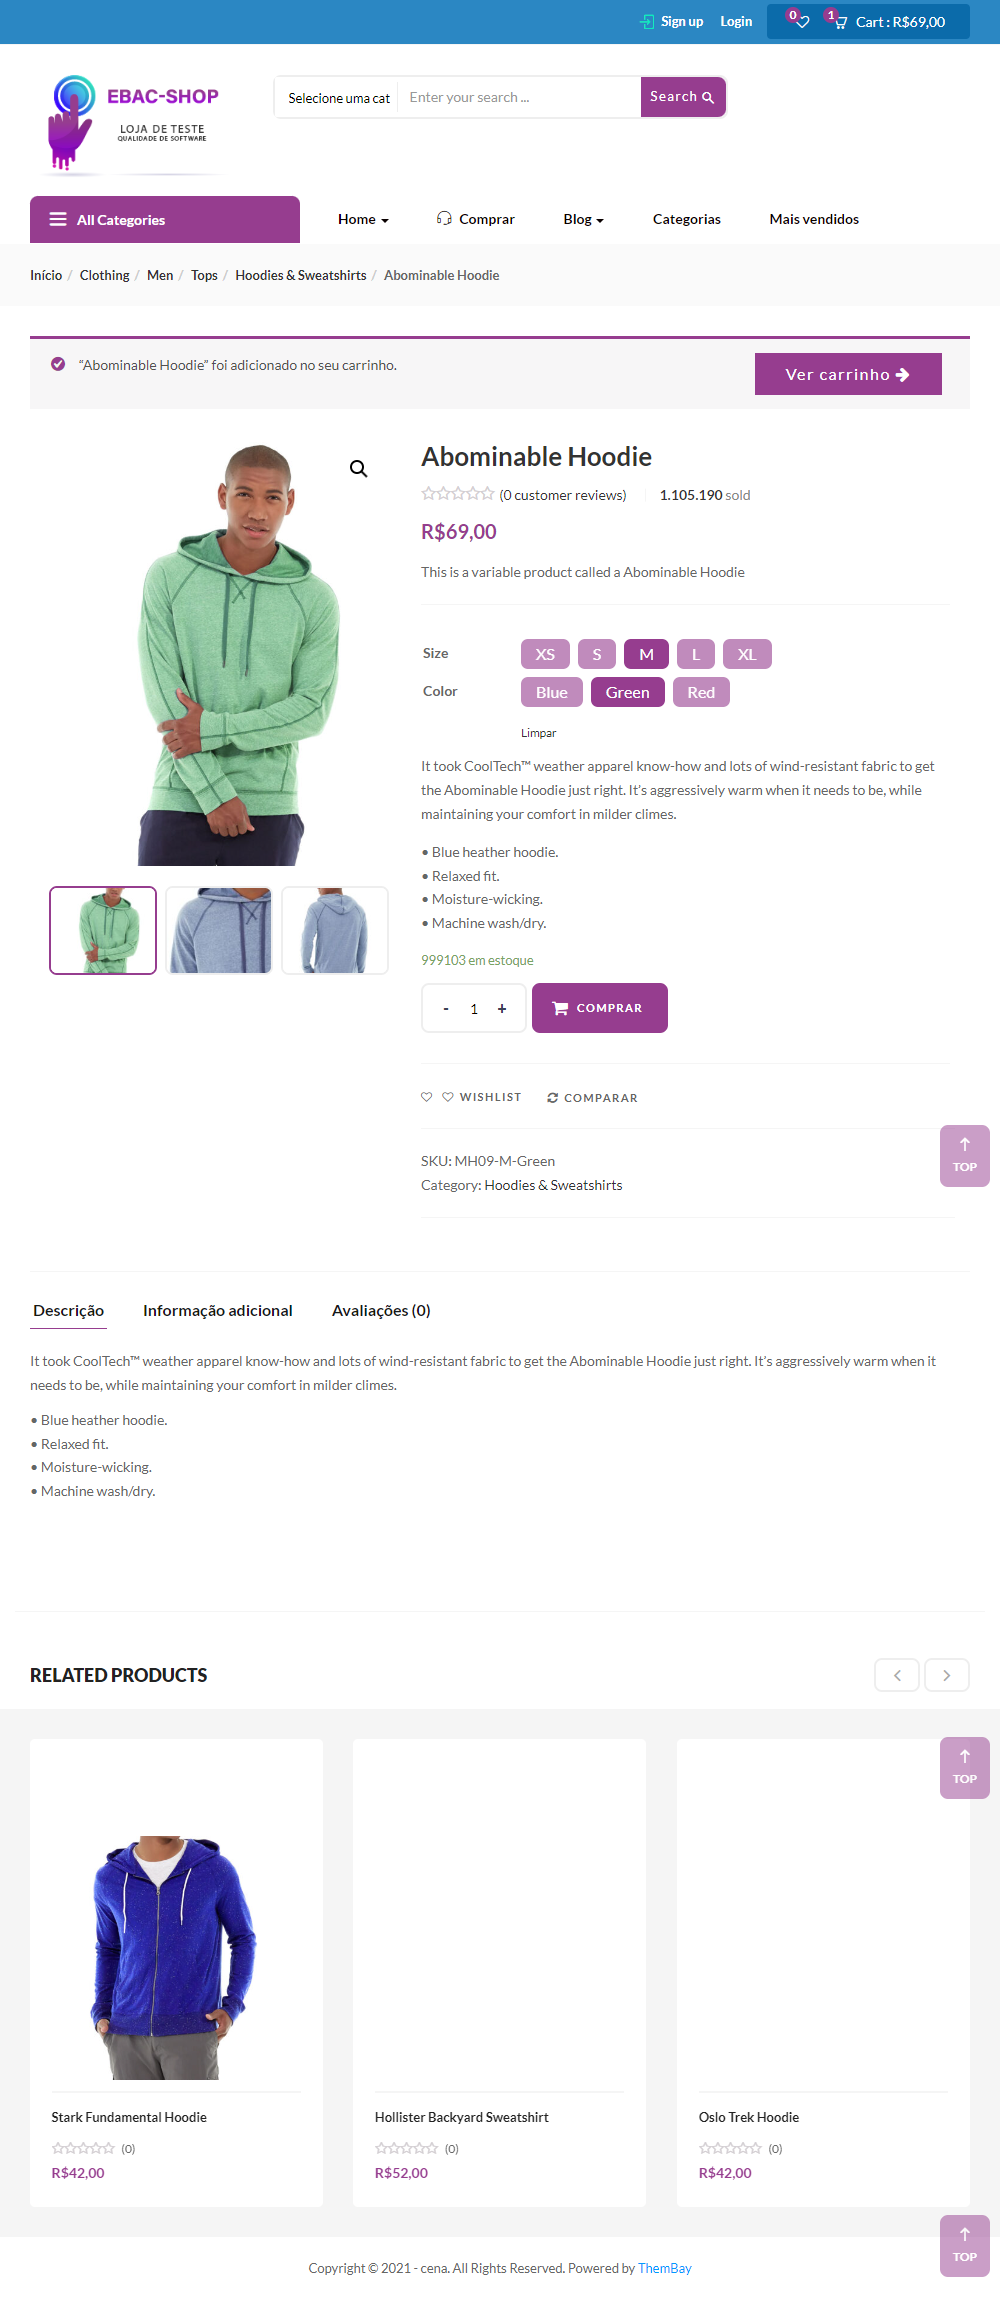 Sign up Login 0 1 Cart : R$69,00
EBAC-SHOP
LOJA DE TESTE
QUALIDADE DE SOFTWARE
Selecione uma cat Enter your search ... Search
All Categories Home Comprar Blog Categorias Mais vendidos
Início / Clothing / Men / Tops / Hoodies & Sweatshirts / Abominable Hoodie
“Abominable Hoodie” foi adicionado no seu carrinho. Ver carrinho
Abominable Hoodie
(0 customer reviews) 1.105.190 sold
R$69,00
This is a variable product called a Abominable Hoodie
Size XS S M L XL
Color Blue Green Red
Limpar
It took CoolTech™ weather apparel know-how and lots of wind-resistant fabric to get
the Abominable Hoodie just right. It’s aggressively warm when it needs to be, while
maintaining your comfort in milder climes.
• Blue heather hoodie.
• Relaxed fit.
• Moisture-wicking.
• Machine wash/dry.
999103 em estoque
- 1 + COMPRAR
WISHLIST COMPARAR
TOP
SKU: MH09-M-Green
Category: Hoodies & Sweatshirts
Descrição Informação adicional Avaliações (0)
It took CoolTech™ weather apparel know-how and lots of wind-resistant fabric to get the Abominable Hoodie just right. It’s aggressively warm when it
needs to be, while maintaining your comfort in milder climes.
• Blue heather hoodie.
• Relaxed fit.
• Moisture-wicking.
• Machine wash/dry.
RELATED PRODUCTS
TOP
Stark Fundamental Hoodie
(0)
R$42,00
Hollister Backyard Sweatshirt
(0)
R$52,00
Oslo Trek Hoodie
(0)
R$42,00
TOP
Copyright © 2021 - cena. All Rights Reserved. Powered by ThemBay